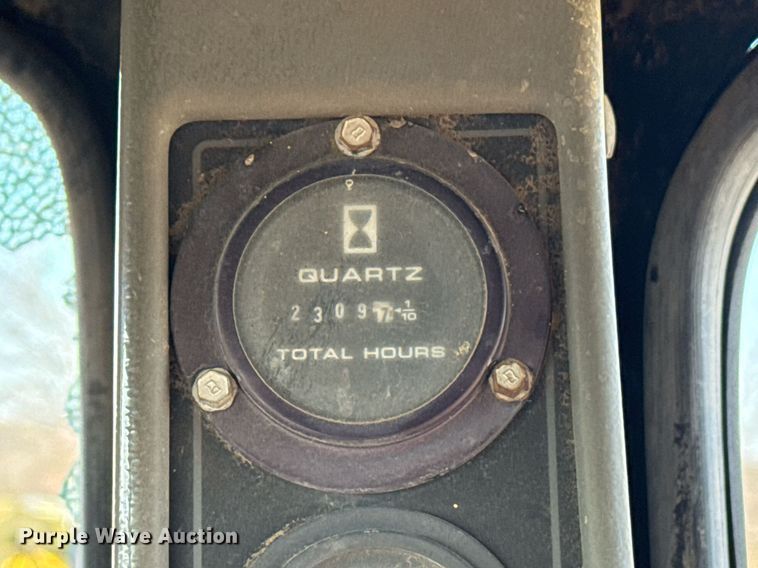 QUARTZ
2309 1/10
TOTAL HOURS
Purple Wave Auction